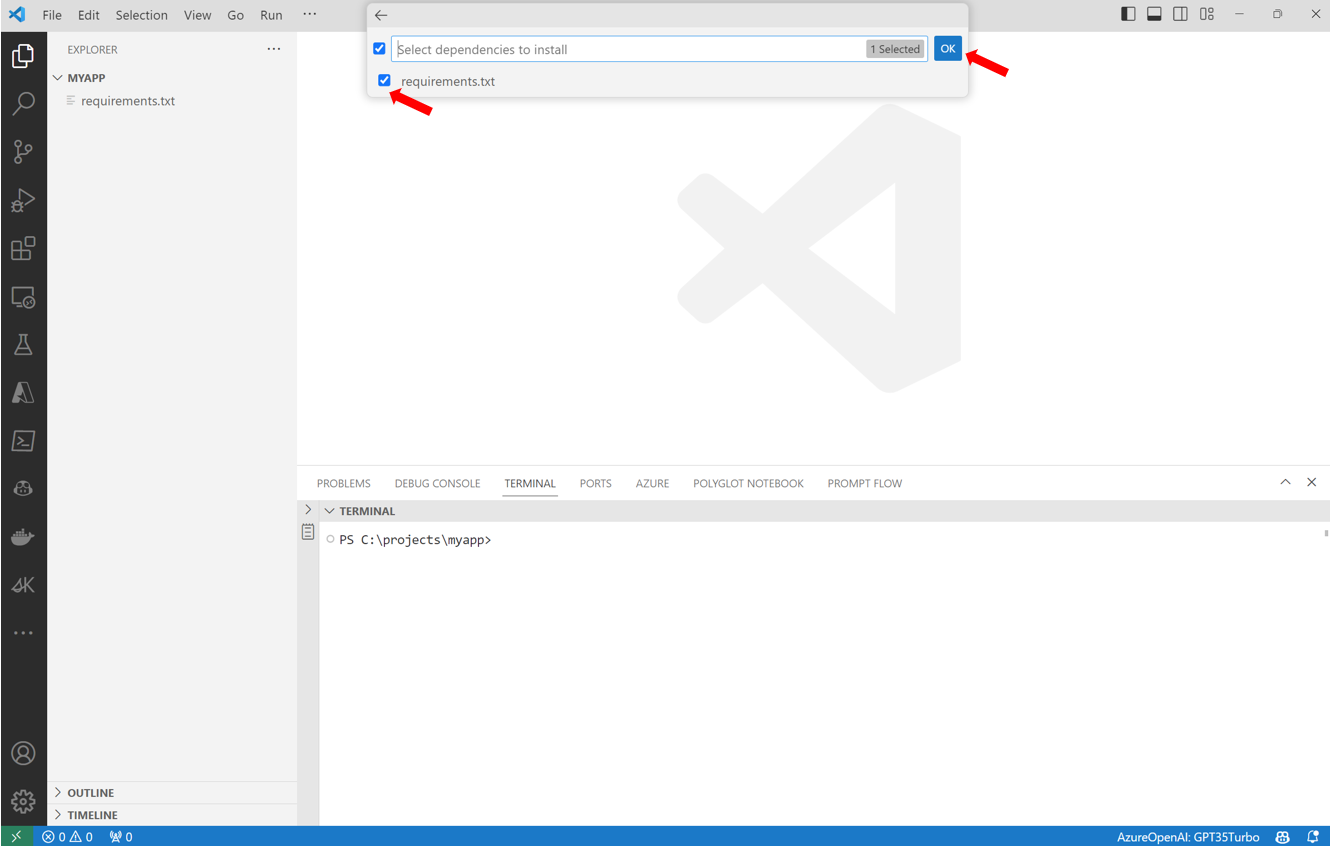 File Edit Selection View Go Run ···
EXPLORER ···
Select dependencies to install 1 Selected OK
requirements.txt
MYAPP
requirements.txt
PROBLEMS DEBUG CONSOLE TERMINAL PORTS AZURE POLYGLOT NOTEBOOK PROMPT FLOW
TERMINAL
PS C:\projects\myapp>
OUTLINE
TIMELINE
0 0 0 AzureOpenAI: GPT35Turbo